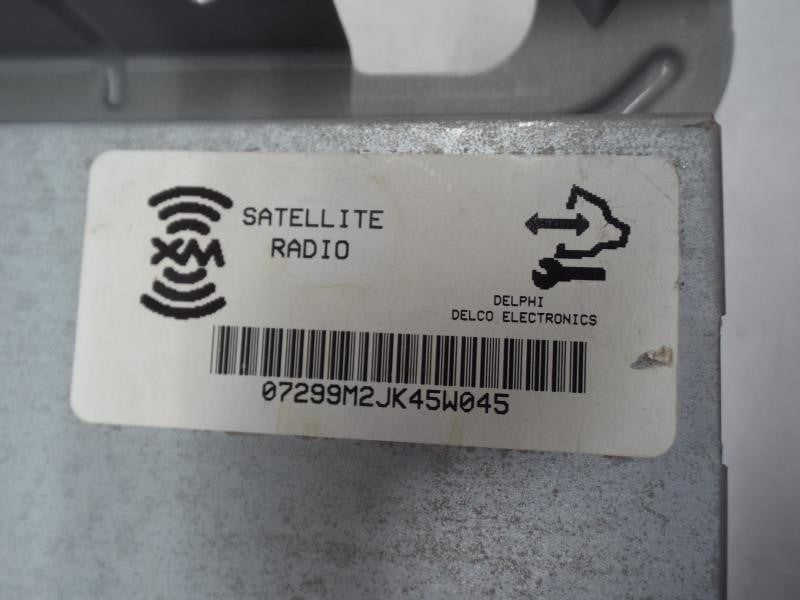 SATELLITE
RADIO
XM
DELPHI
DELCO ELECTRONICS
07299M2JK45W045